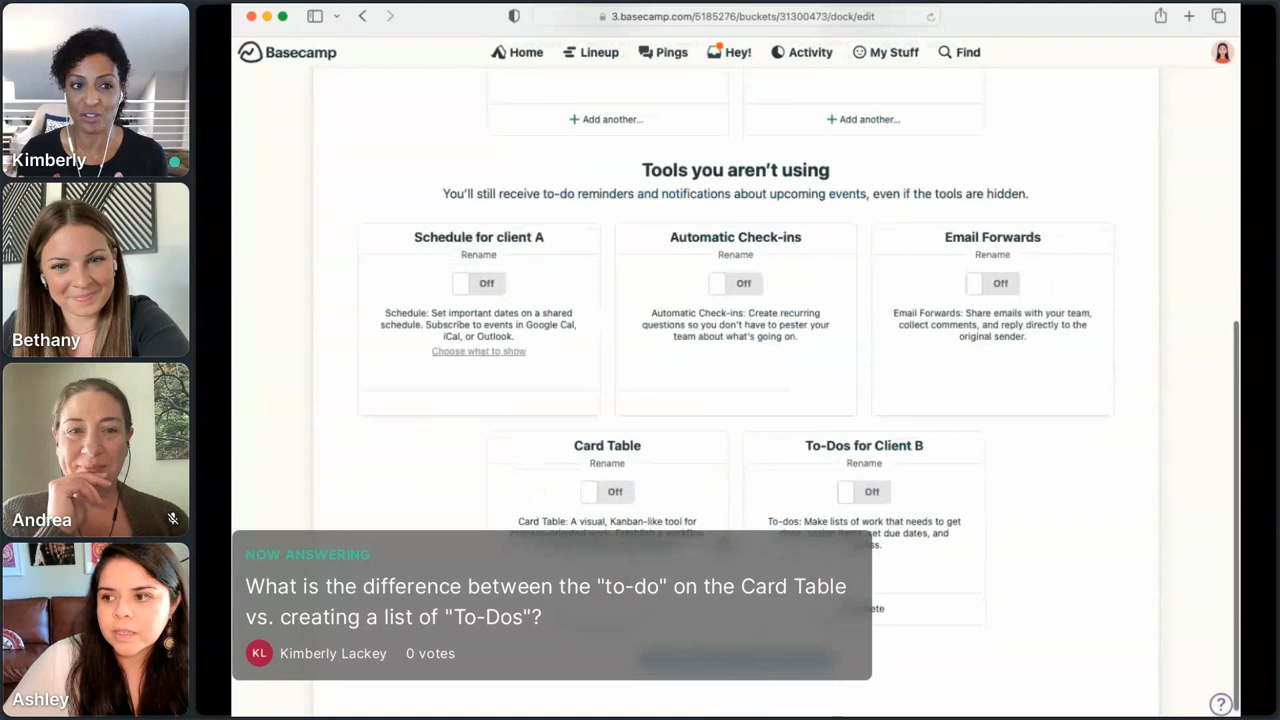 Kimberly
Bethany
Andrea
Ashley
3.basecamp.com/5185276/buckets/31300473/dock/edit
Basecamp
Home
Lineup
Pings
Hey!
Activity
My Stuff
Find
+ Add another...
+ Add another...
Tools you aren't using
You'll still receive to-do reminders and notifications about upcoming events, even if the tools are hidden.
Schedule for client A
Rename
Off
Schedule: Set important dates on a shared
schedule. Subscribe to events in Google Cal,
iCal, or Outlook.
Choose what to show
Automatic Check-ins
Rename
Off
Automatic Check-ins: Create recurring
questions so you don't have to pester your
team about what's going on.
Email Forwards
Rename
Off
Email Forwards: Share emails with your team,
collect comments, and reply directly to the
original sender.
Card Table
Rename
Off
Card Table: A visual, Kanban-like tool for
To-Dos for Client B
Rename
Off
To-dos: Make lists of work that needs to get
set due dates, and
NOW ANSWERING
What is the difference between the "to-do" on the Card Table
vs. creating a list of "To-Dos"?
KL
Kimberly Lackey
0 votes
?